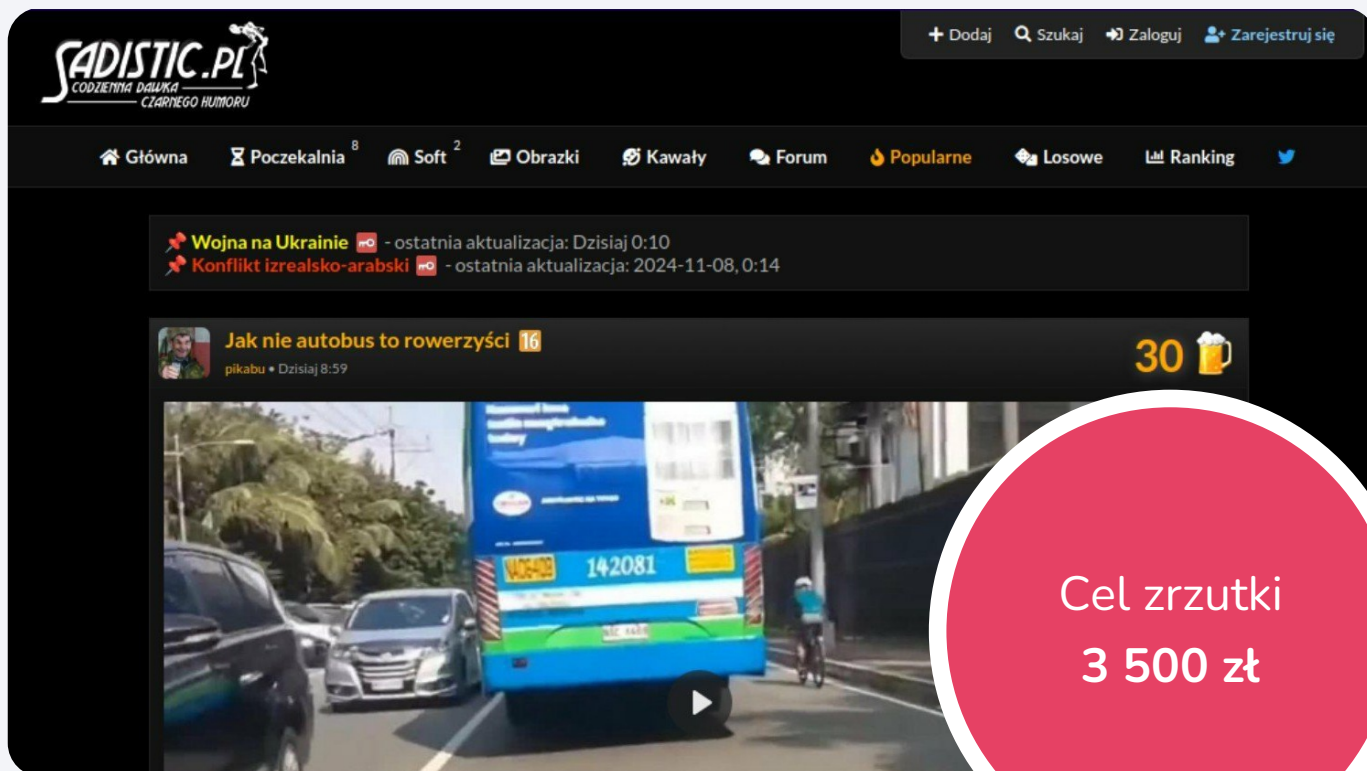 SADISTIC.PL
CODZIENNA DAWKA
CZARNEGO HUMORU
Dodaj Szukaj Zaloguj Zarejestruj się
Główna Poczekalnia 8 Soft 2 Obrazki Kawały Forum Popularne Losowe Ranking
Wojna na Ukrainie - ostatnia aktualizacja: Dzisiaj 0:10
Konflikt izrealsko-arabski - ostatnia aktualizacja: 2024-11-08, 0:14
Jak nie autobus to rowerzyści 16
30
pikabu • Dzisiaj 8:59
142081
Cel zrzutki
3 500 zł